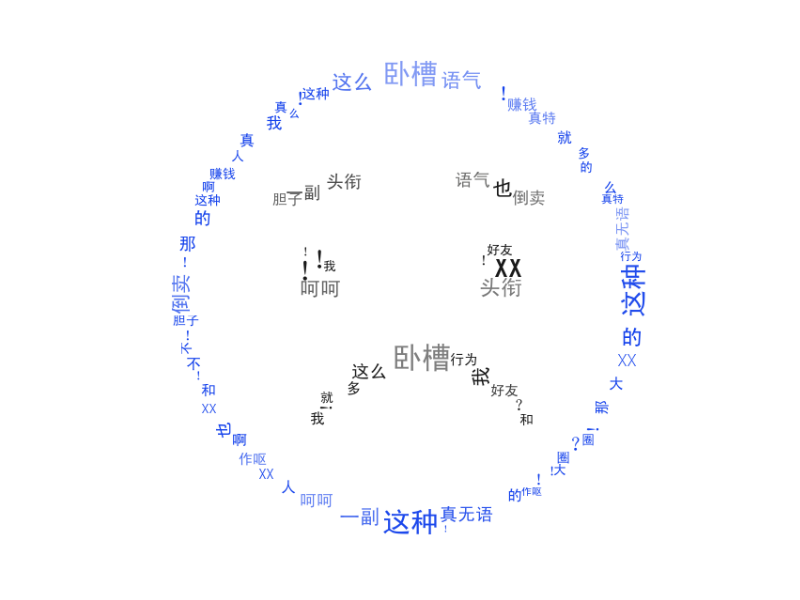 卧槽
这么
语气
这种
!
!
赚钱
真
么
真特
我
就
真
人
多
的
赚钱
啊
这种
么
真特
的
真无语
那
行为
!
倒卖
这种
胆子
!
的
不
不
!
XX
和
大
XX
那
也
!
啊
?
圈
作呕
圈
XX
!
大
人
!
的
作呕
呵呵
一副
这种
真无语
!
头衔
一副
胆子
语气
也
倒卖
!
!
!
我
呵呵
好友
!
XX
头衔
卧槽
行为
这么
我
多
好友
就
!
?
我
和